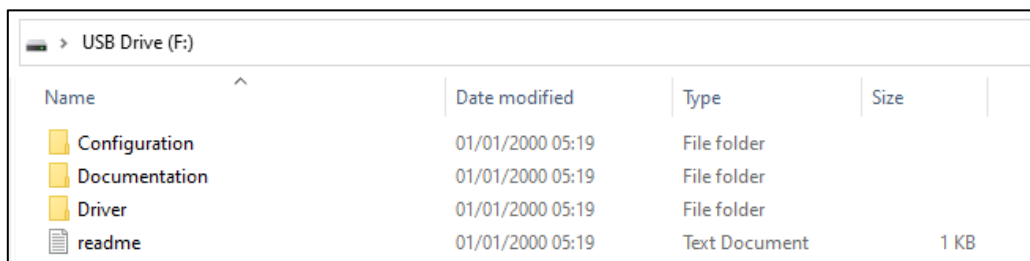 > USB Drive (F:)
Name Date modified Type Size
Configuration 01/01/2000 05:19 File folder
Documentation 01/01/2000 05:19 File folder
Driver 01/01/2000 05:19 File folder
readme 01/01/2000 05:19 Text Document 1 KB